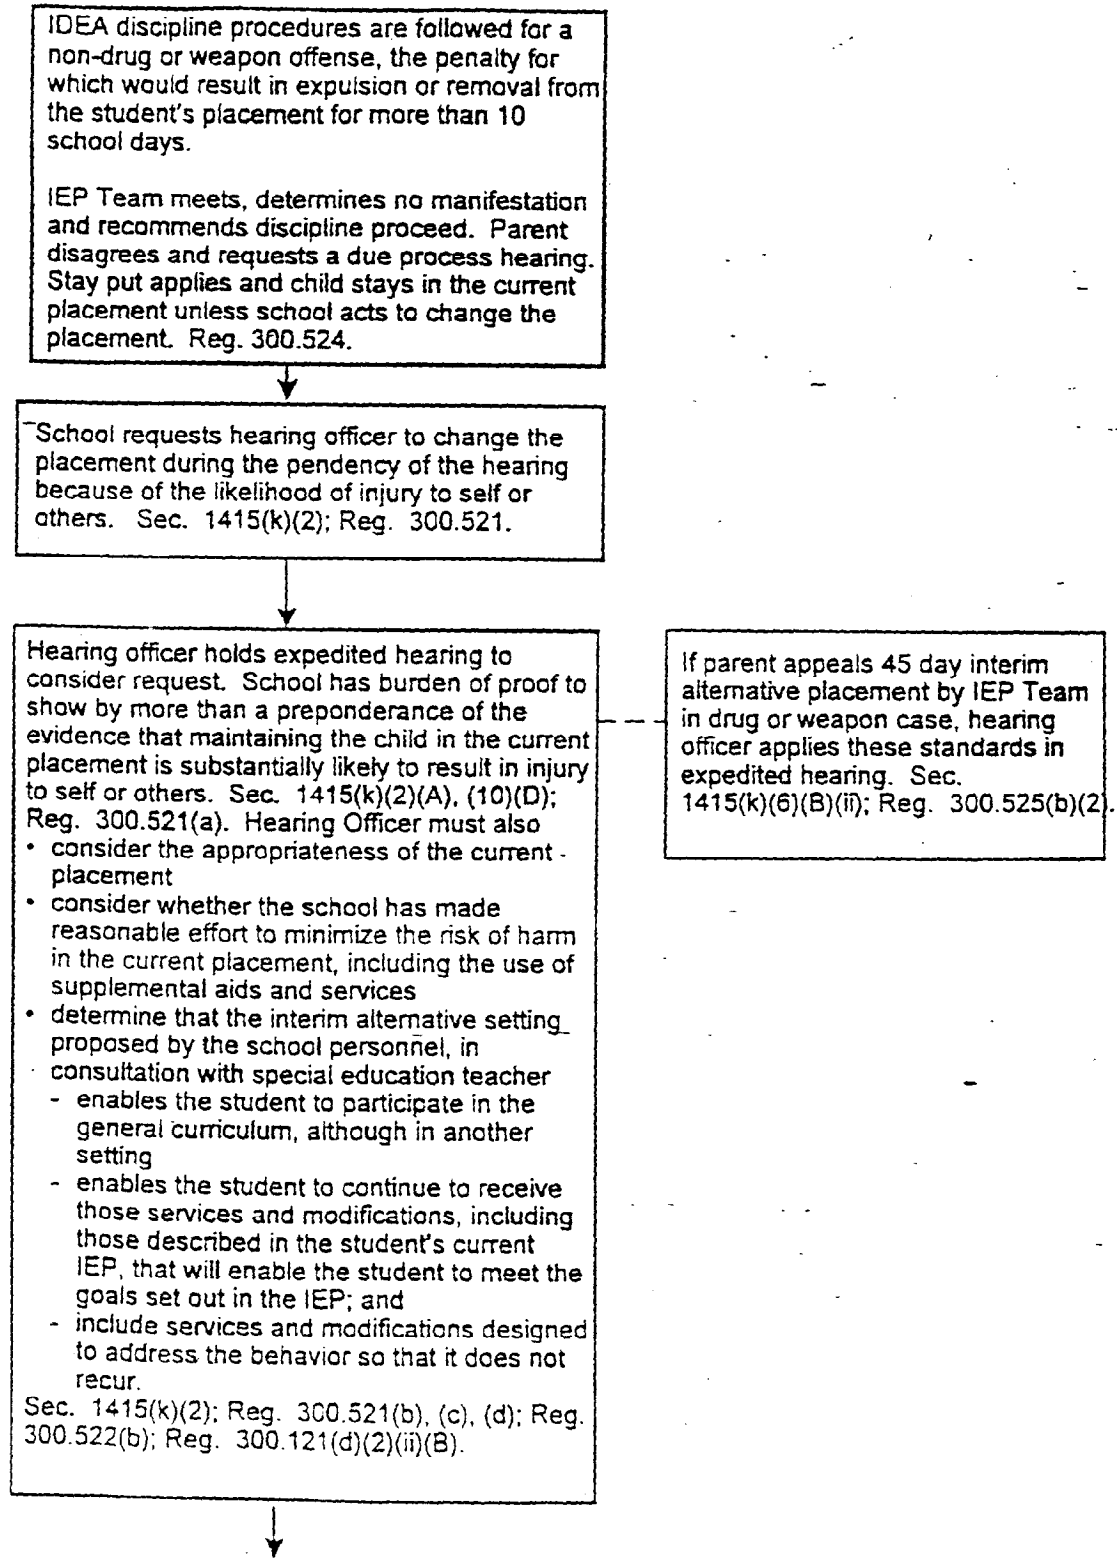 IDEA discipline procedures are followed for a
non-drug or weapon offense, the penalty for
which would result in expulsion or removal from
the student's placement for more than 10
school days.
IEP Team meets, determines no manifestation
and recommends discipline proceed. Parent
disagrees and requests a due process hearing.
Stay put applies and child stays in the current
placement unless school acts to change the
placement. Reg. 300.524.
School requests hearing officer to change the
placement during the pendency of the hearing
because of the likelihood of injury to self or
others. Sec. 1415(k)(2); Reg. 300.521.
Hearing officer holds expedited hearing to
consider request. School has burden of proof to
show by more than a preponderance of the
evidence that maintaining the child in the current
placement is substantially likely to result in injury
to self or others. Sec. 1415(k)(2)(A), (10)(D);
Reg. 300.521(a). Hearing Officer must also
• consider the appropriateness of the current
placement
• consider whether the school has made
reasonable effort to minimize the risk of harm
in the current placement, including the use of
supplemental aids and services
• determine that the interim alternative setting
proposed by the school personnel, in
consultation with special education teacher
- enables the student to participate in the
general curriculum, although in another
setting
- enables the student to continue to receive
those services and modifications, including
those described in the student's current
IEP, that will enable the student to meet the
goals set out in the IEP; and
- include services and modifications designed
to address the behavior so that it does not
recur.
Sec. 1415(k)(2); Reg. 300.521(b), (c), (d); Reg.
300.522(b); Reg. 300.121(d)(2)(ii)(B).
If parent appeals 45 day interim
alternative placement by IEP Team
in drug or weapon case, hearing
officer applies these standards in
expedited hearing. Sec.
1415(k)(6)(B)(ii); Reg. 300.525(b)(2).